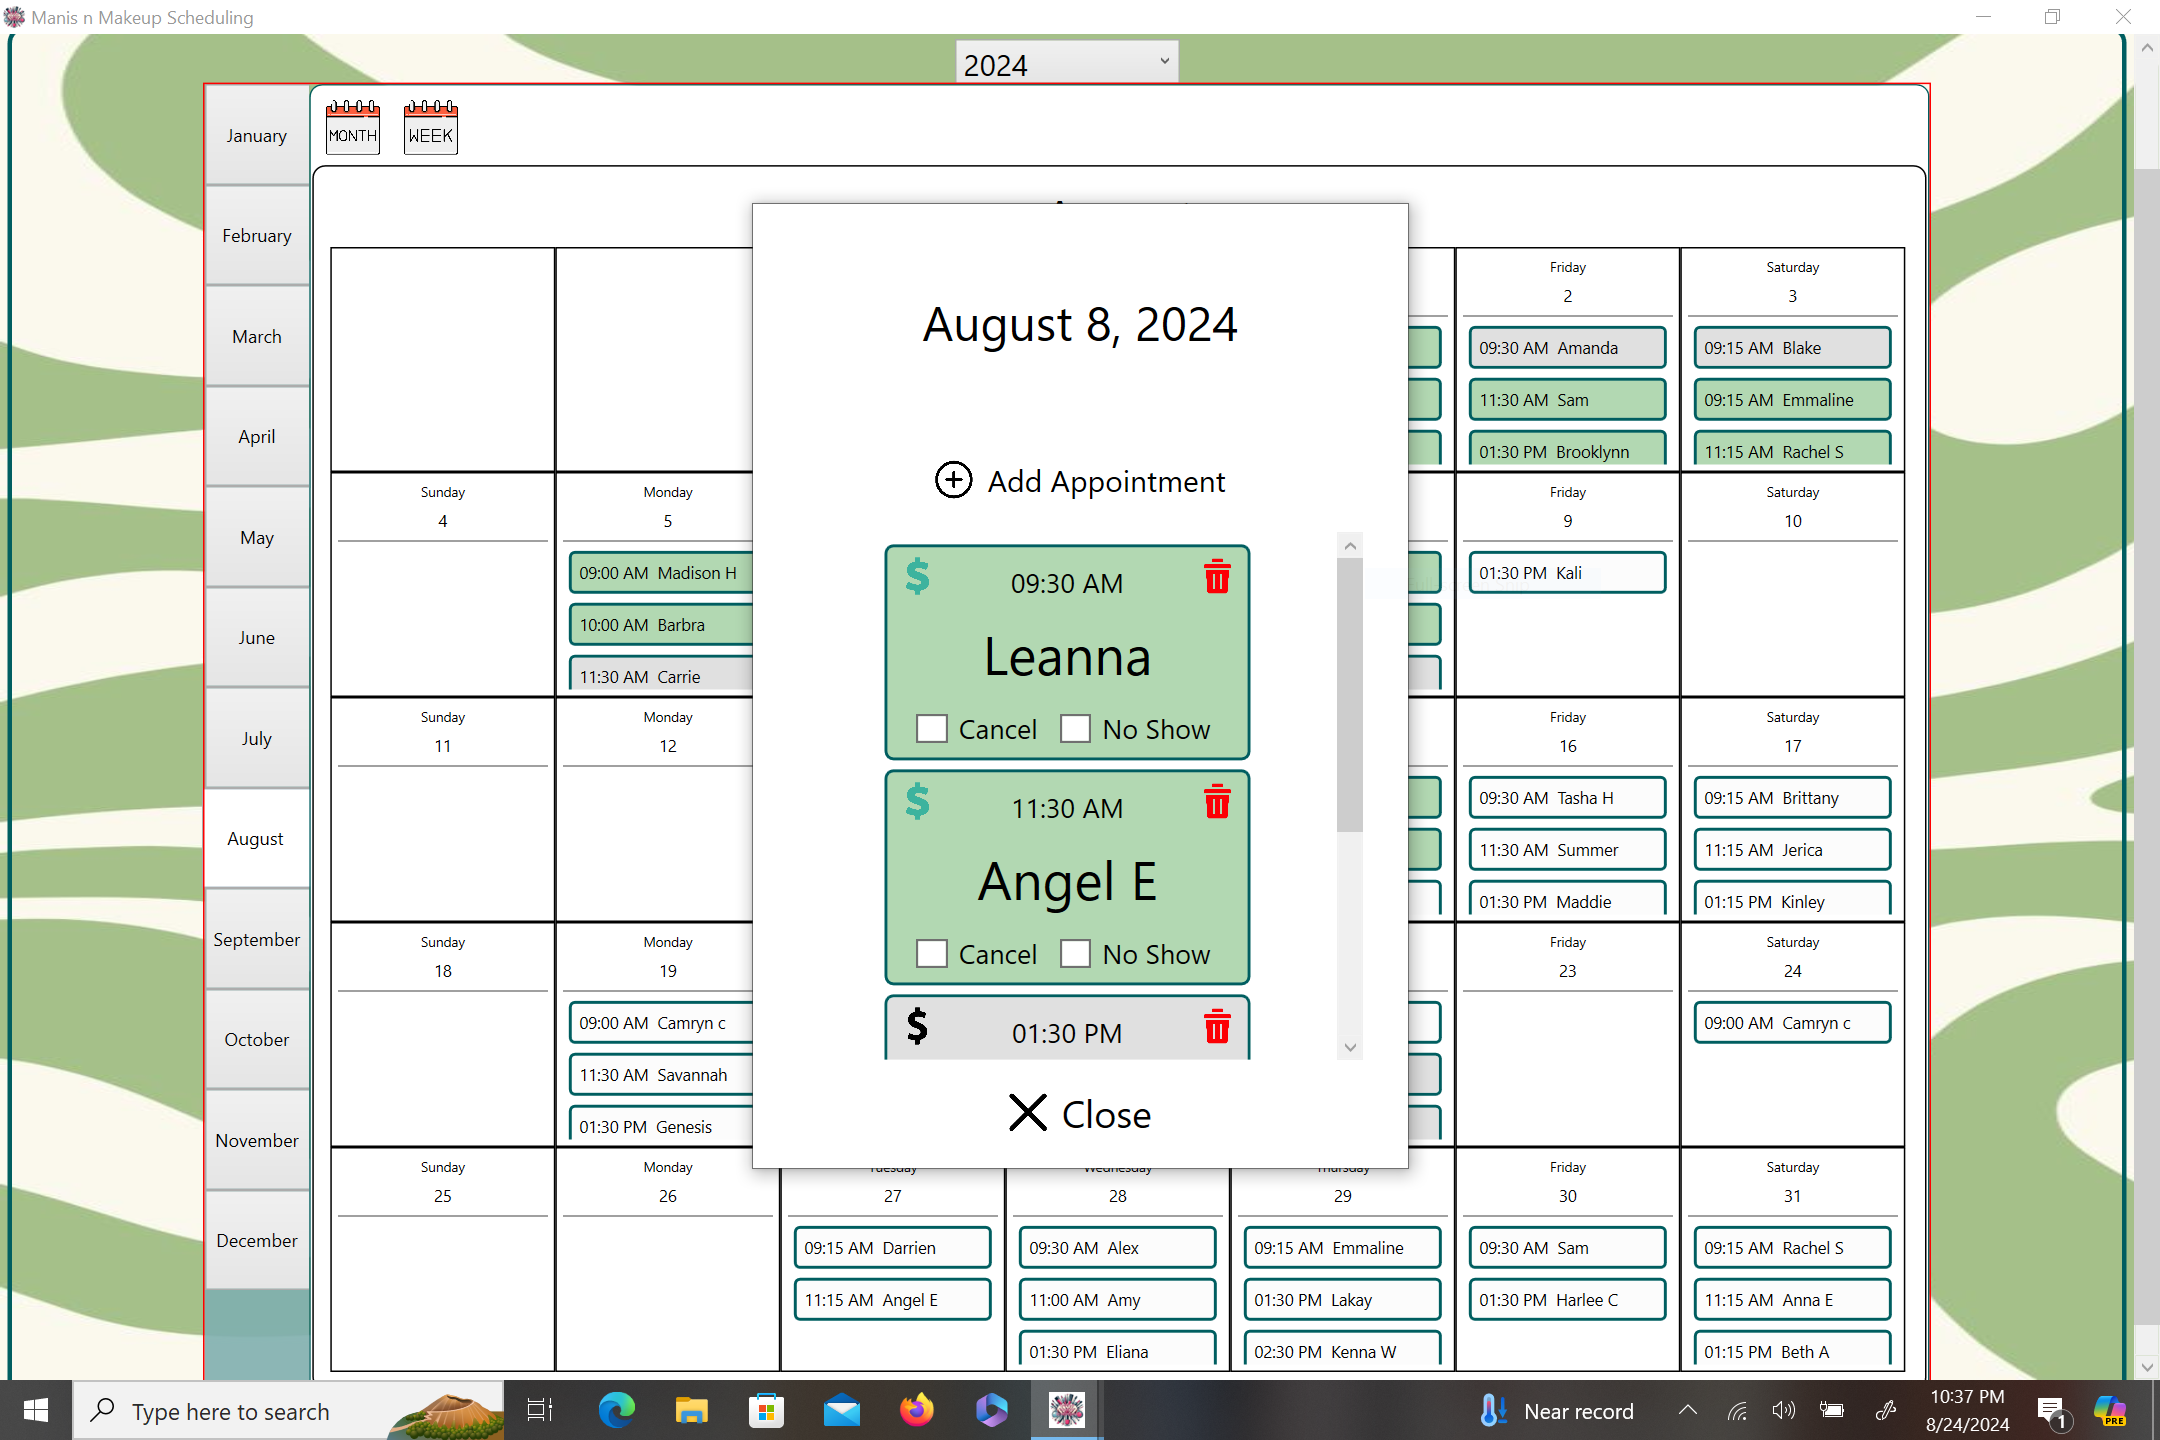 Manis n Makeup Scheduling
2024
January
February
March
April
May
June
July
August
September
October
November
December
MONTH
WEEK
Friday
2
09:30 AM Amanda
11:30 AM Sam
01:30 PM Brooklynn
Saturday
3
09:15 AM Blake
09:15 AM Emmaline
11:15 AM Rachel S
Sunday
4
Monday
5
09:00 AM Madison H
10:00 AM Barbra
11:30 AM Carrie
Friday
9
01:30 PM Kali
Saturday
10
Sunday
11
Monday
12
Friday
16
09:30 AM Tasha H
11:30 AM Summer
01:30 PM Maddie
Saturday
17
09:15 AM Brittany
11:15 AM Jerica
01:15 PM Kinley
Sunday
18
Monday
19
09:00 AM Camryn c
11:30 AM Savannah
01:30 PM Genesis
Friday
23
Saturday
24
09:00 AM Camryn c
Sunday
25
Monday
26
Tuesday
27
09:15 AM Darrien
11:15 AM Angel E
Wednesday
28
09:30 AM Alex
11:00 AM Amy
01:30 PM Eliana
Thursday
29
09:15 AM Emmaline
01:30 PM Lakay
02:30 PM Kenna W
Friday
30
09:30 AM Sam
01:30 PM Harlee C
Saturday
31
09:15 AM Rachel S
11:15 AM Anna E
01:15 PM Beth A
August 8, 2024
Add Appointment
$ 09:30 AM
Leanna
Cancel No Show
$ 11:30 AM
Angel E
Cancel No Show
$ 01:30 PM
Close
Type here to search
Near record
10:37 PM
8/24/2024
1
PRE